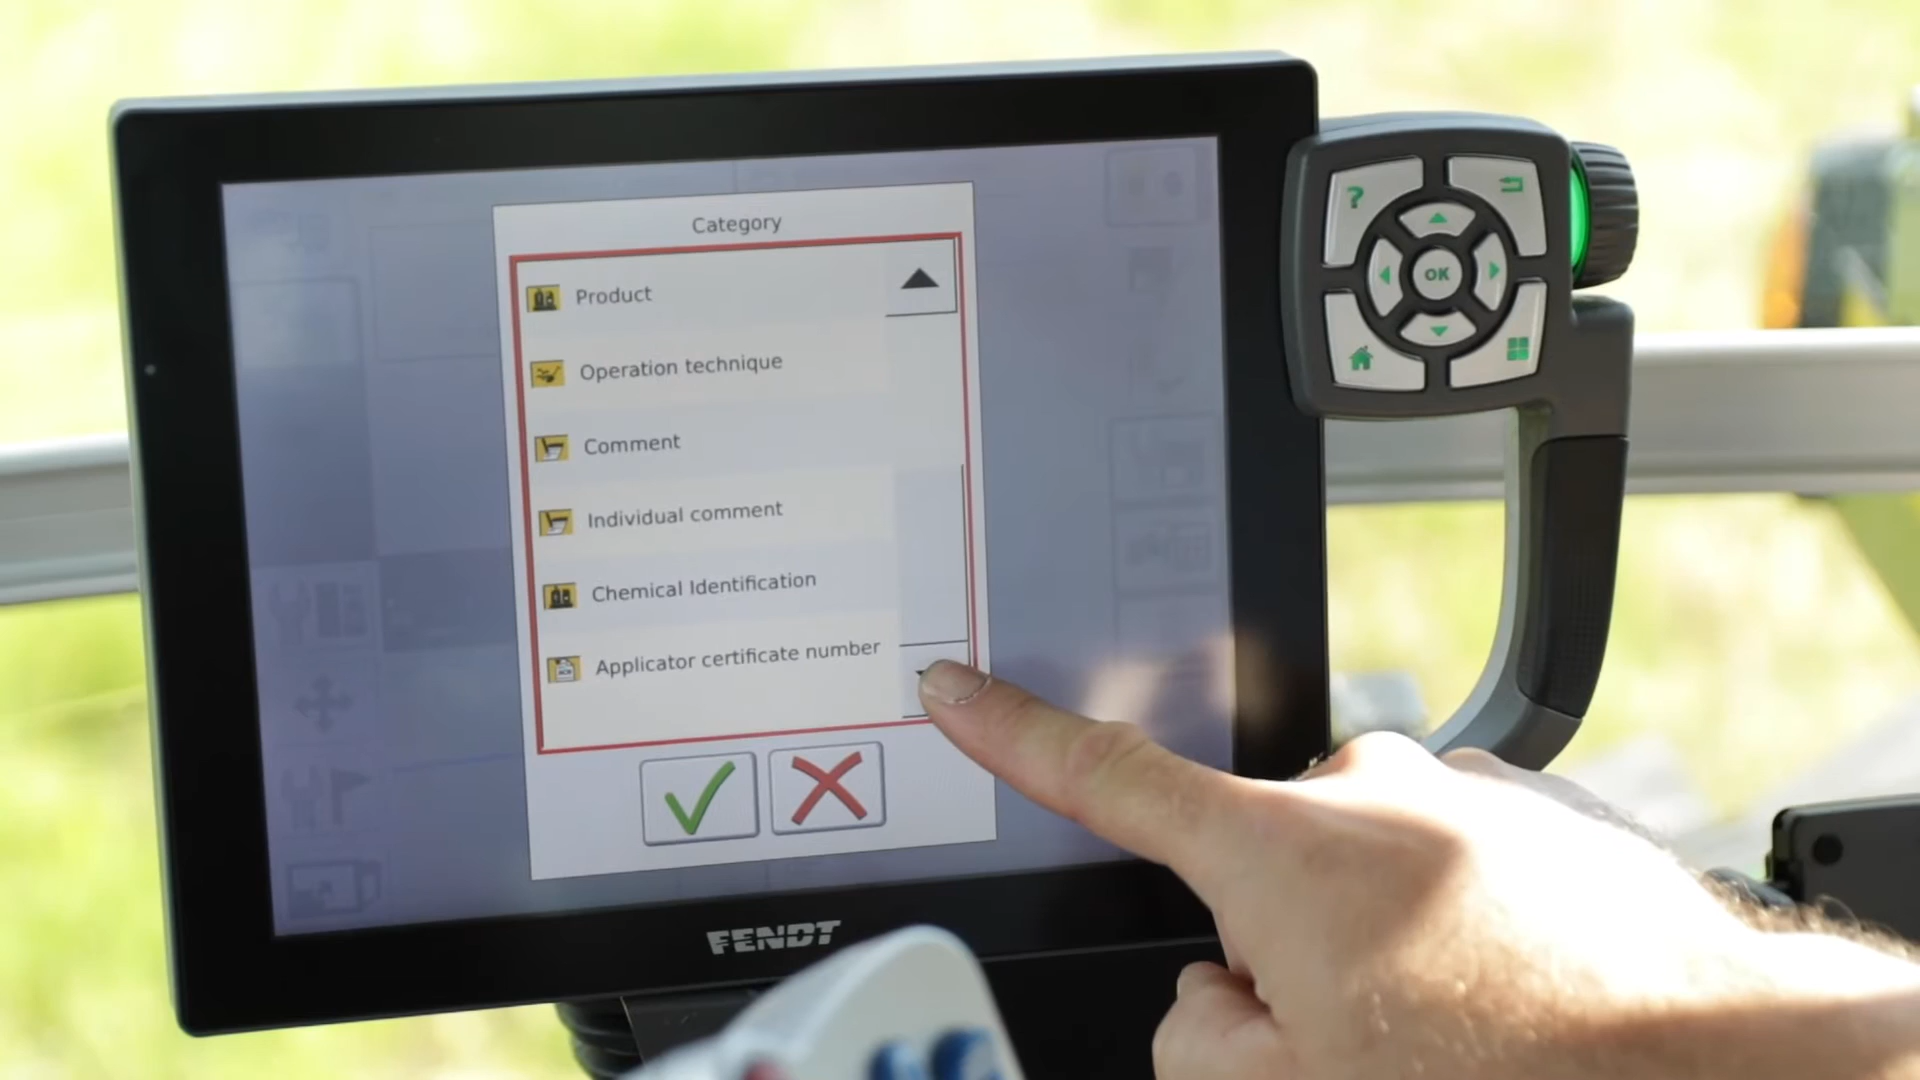 Category
Product
Operation technique
Comment
Individual comment
Chemical Identification
Applicator certificate number
FENDT
?
OK